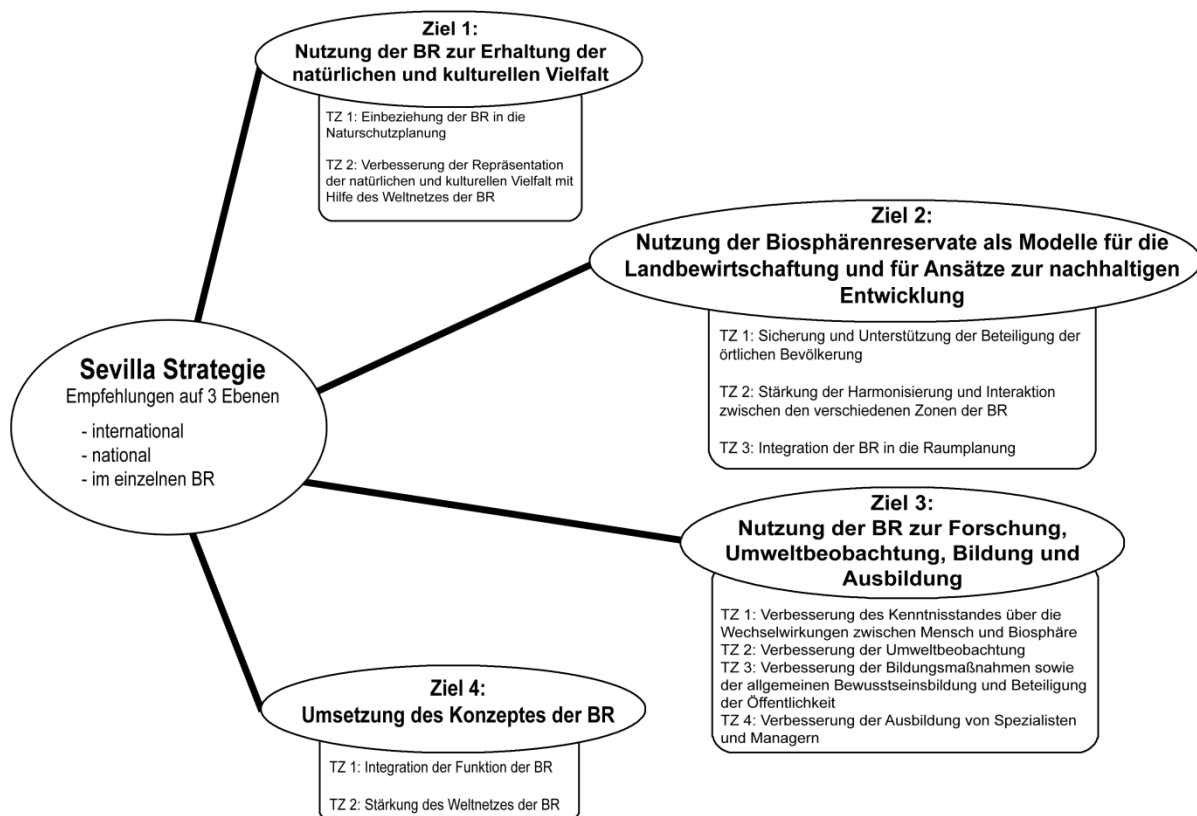 Ziel 1:
Nutzung der BR zur Erhaltung der
natürlichen und kulturellen Vielfalt
TZ 1: Einbeziehung der BR in die
Naturschutzplanung
TZ 2: Verbesserung der Repräsentation
der natürlichen und kulturellen Vielfalt mit
Hilfe des Weltnetzes der BR
Ziel 2:
Nutzung der Biosphärenreservate als Modelle für die
Landbewirtschaftung und für Ansätze zur nachhaltigen
Entwicklung
TZ 1: Sicherung und Unterstützung der Beteiligung der
örtlichen Bevölkerung
TZ 2: Stärkung der Harmonisierung und Interaktion
zwischen den verschiedenen Zonen der BR
TZ 3: Integration der BR in die Raumplanung
Sevilla Strategie
Empfehlungen auf 3 Ebenen
- international
- national
- im einzelnen BR
Ziel 3:
Nutzung der BR zur Forschung,
Umweltbeobachtung, Bildung und
Ausbildung
TZ 1: Verbesserung des Kenntnisstandes über die
Wechselwirkungen zwischen Mensch und Biosphäre
TZ 2: Verbesserung der Umweltbeobachtung
TZ 3: Verbesserung der Bildungsmaßnahmen sowie
der allgemeinen Bewusstseinsbildung und Beteiligung
der Öffentlichkeit
TZ 4: Verbesserung der Ausbildung von Spezialisten
und Managern
Ziel 4:
Umsetzung des Konzeptes der BR
TZ 1: Integration der Funktion der BR
TZ 2: Stärkung des Weltnetzes der BR